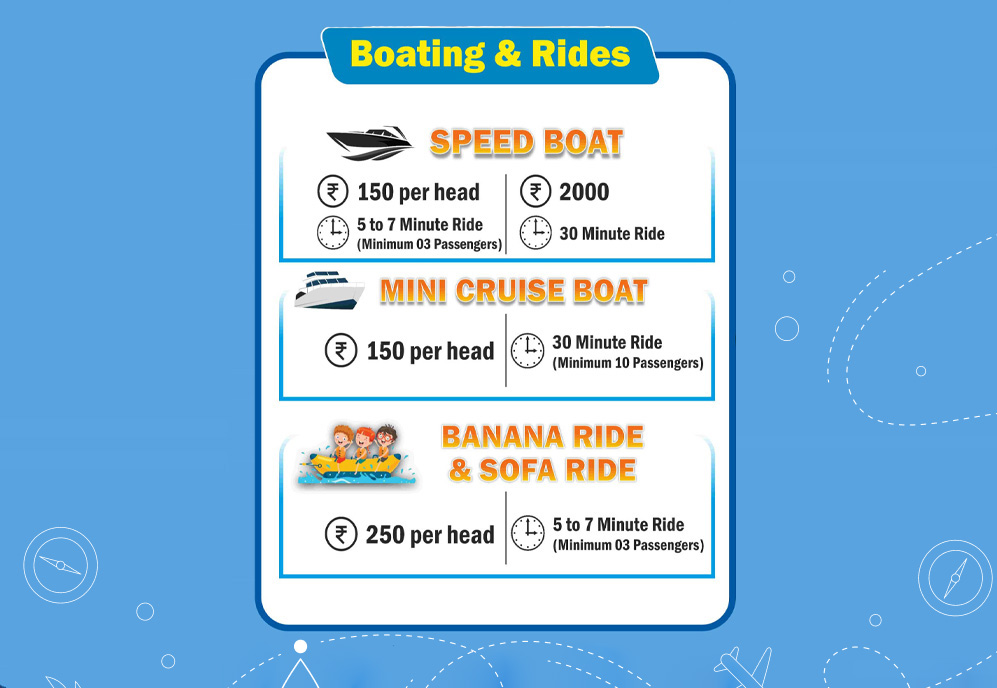 Boating & Rides
SPEED BOAT
₹ 150 per head
5 to 7 Minute Ride
(Minimum 03 Passengers)
₹ 2000
30 Minute Ride
MINI CRUISE BOAT
₹ 150 per head
30 Minute Ride
(Minimum 10 Passengers)
BANANA RIDE
& SOFA RIDE
₹ 250 per head
5 to 7 Minute Ride
(Minimum 03 Passengers)